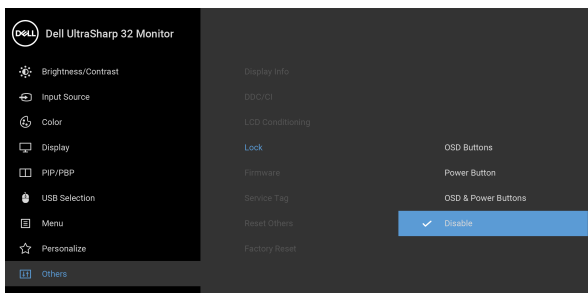 DELL Dell UltraSharp 32 Monitor
Brightness/Contrast
Input Source
Color
Display
PIP/PBP
USB Selection
Menu
Personalize
Others
Display Info
DDC/CI
LCD Conditioning
Lock
Firmware
Service Tag
Reset Others
Factory Reset
OSD Buttons
Power Button
OSD & Power Buttons
Disable